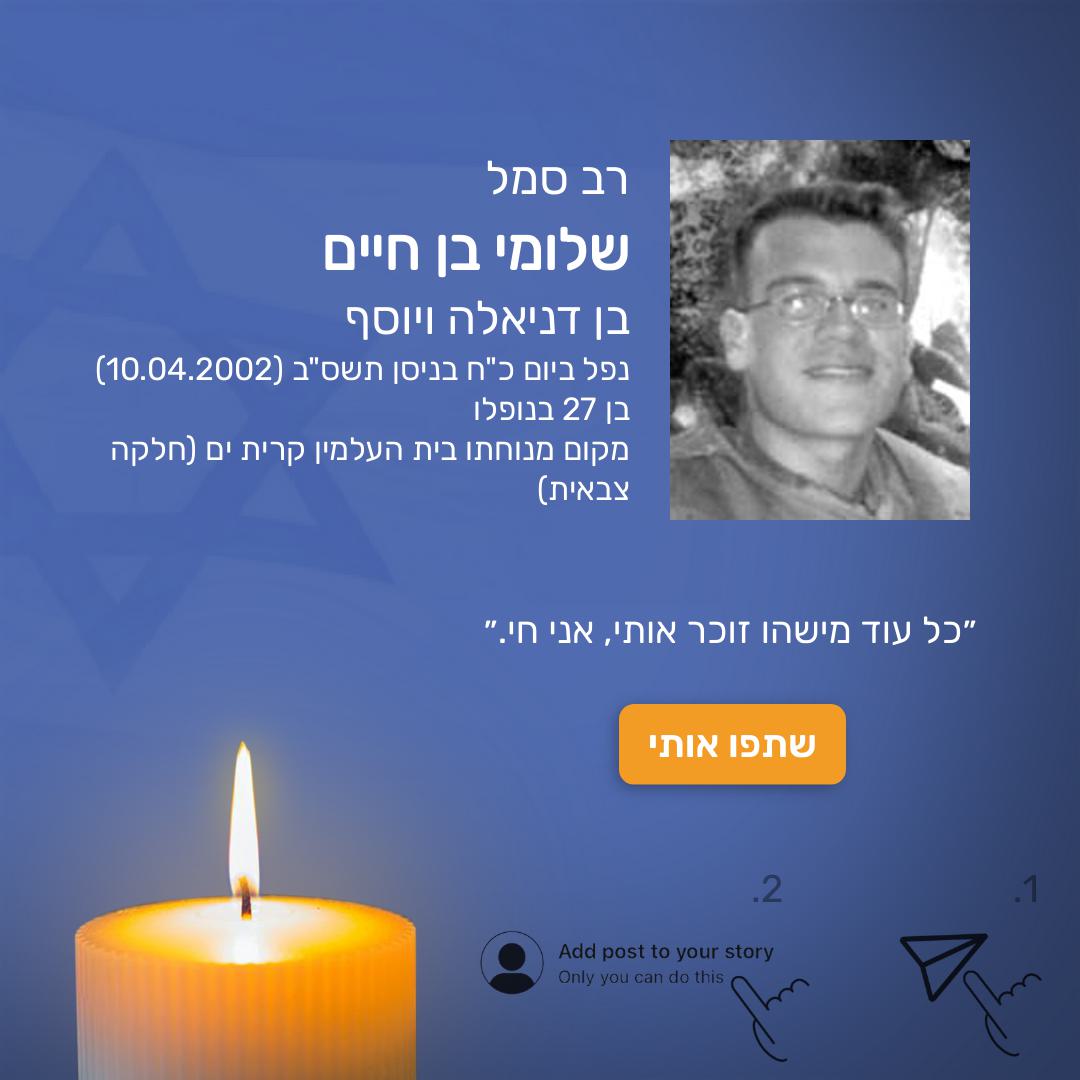 רב סמל
שלומי בן חיים
בן דניאלה ויוסף
נפל ביום כ"ח בניסן תשס"ב (10.04.2002)
בן 27 בנופלו
מקום מנוחתו בית העלמין קרית ים (חלקה
צבאית)
״כל עוד מישהו זוכר אותי, אני חי.״
שתפו אותי
1.
2.
Add post to your story
Only you can do this